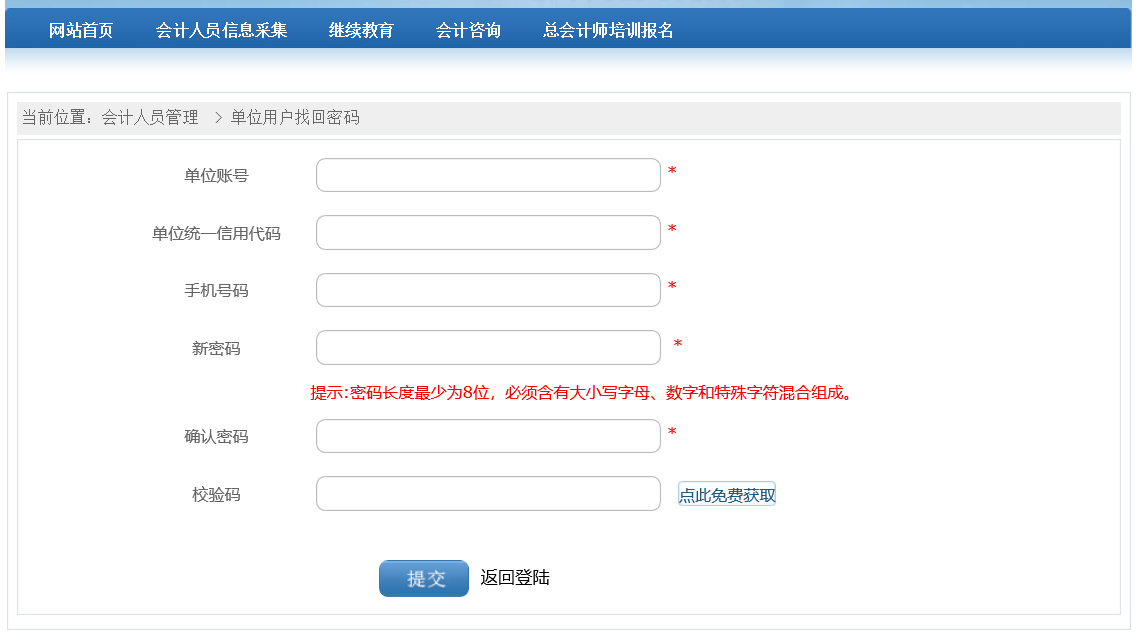 网站首页 会计人员信息采集 继续教育 会计咨询 总会计师培训报名
当前位置：会计人员管理 > 单位用户找回密码
单位账号 *
单位统一信用代码 *
手机号码 *
新密码 *
提示:密码长度最少为8位，必须含有大小写字母、数字和特殊字符混合组成。
确认密码 *
校验码 点此免费获取
提交 返回登陆